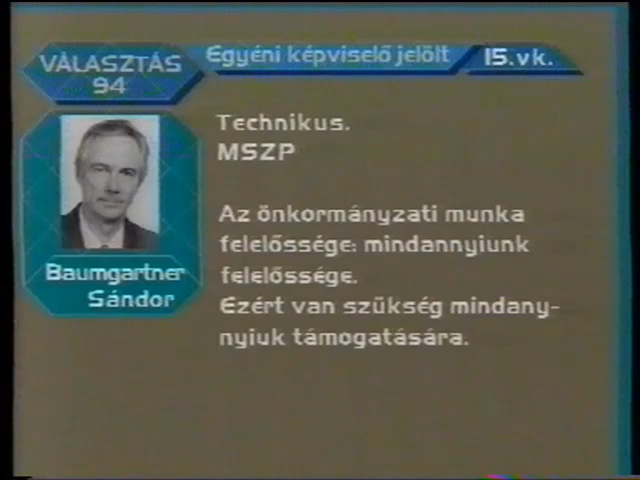 VÁLASZTÁS
94
Egyéni képviselő jelölt
15.vk.
Baumgartner
Sándor
Technikus.
MSZP
Az önkormányzati munka
felelőssége: mindannyiunk
felelőssége.
Ezért van szükség mindany-
nyiuk támogatására.